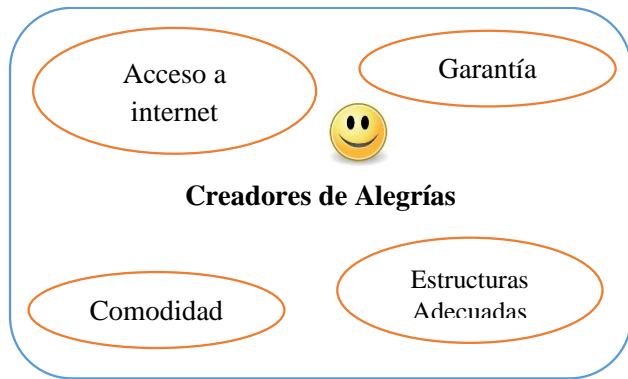 Acceso a
internet
Garantía
Creadores de Alegrías
Comodidad
Estructuras
Adecuadas